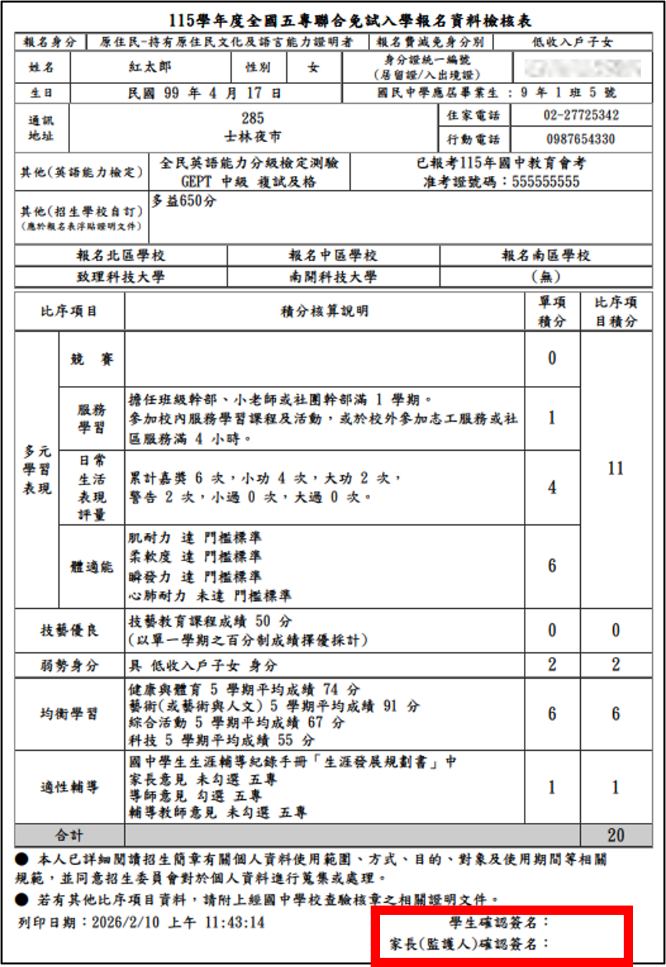 115學年度全國五專聯合免試入學報名資料檢核表
報名身分 原住民-持有原住民文化及語言能力證明者 報名費減免身分別 低收入戶子女
姓名 紅太郎 性別 女 身分證統一編號
(居留證/入出境證)
生日 民國 99 年 4 月 17 日 國民中學應屆畢業生 : 9 年 1 班 5 號
通訊
地址
285
士林夜市
住家電話 02-27725342
行動電話 0987654330
其他(英語能力檢定) 全民英語能力分級檢定測驗
GEPT 中級 複試及格
已報考115年國中教育會考
准考證號碼：555555555
其他(招生學校自訂)
(應於報名表浮貼證明文件)
多益650分
報名北區學校 報名中區學校 報名南區學校
致理科技大學 南開科技大學 (無)
比序項目 積分核算說明 單項
積分
比序項
目積分
多元
學習
表現
競 賽 0
服務
學習
擔任班級幹部、小老師或社團幹部滿 1 學期。
參加校內服務學習課程及活動，或於校外參加志工服務或社
區服務滿 4 小時。
1
日常
生活
表現
評量
累計嘉獎 6 次，小功 4 次，大功 2 次，
警告 2 次，小過 0 次，大過 0 次。
4
體適能
肌耐力 達 門檻標準
柔軟度 達 門檻標準
瞬發力 達 門檻標準
心肺耐力 未達 門檻標準
6
11
技藝優良
技藝教育課程成績 50 分
(以單一學期之百分制成績擇優採計)
0 0
弱勢身分 具 低收入戶子女 身分 2 2
均衡學習
健康與體育 5 學期平均成績 74 分
藝術(或藝術與人文) 5 學期平均成績 91 分
綜合活動 5 學期平均成績 67 分
科技 5 學期平均成績 55 分
6 6
適性輔導
國中學生生涯輔導紀錄手冊「生涯發展規劃書」中
家長意見 未勾選 五專
導師意見 勾選 五專
輔導教師意見 未勾選 五專
1 1
合計 20
● 本人已詳細閱讀招生簡章有關個人資料使用範圍、方式、目的、對象及使用期間等相關
規範，並同意招生委員會對於個人資料進行蒐集或處理。
● 若有其他比序項目資料，請附上經國中學校查驗核章之相關證明文件。
列印日期：2026/2/10 上午 11:43:14
學生確認簽名：
家長(監護人)確認簽名：